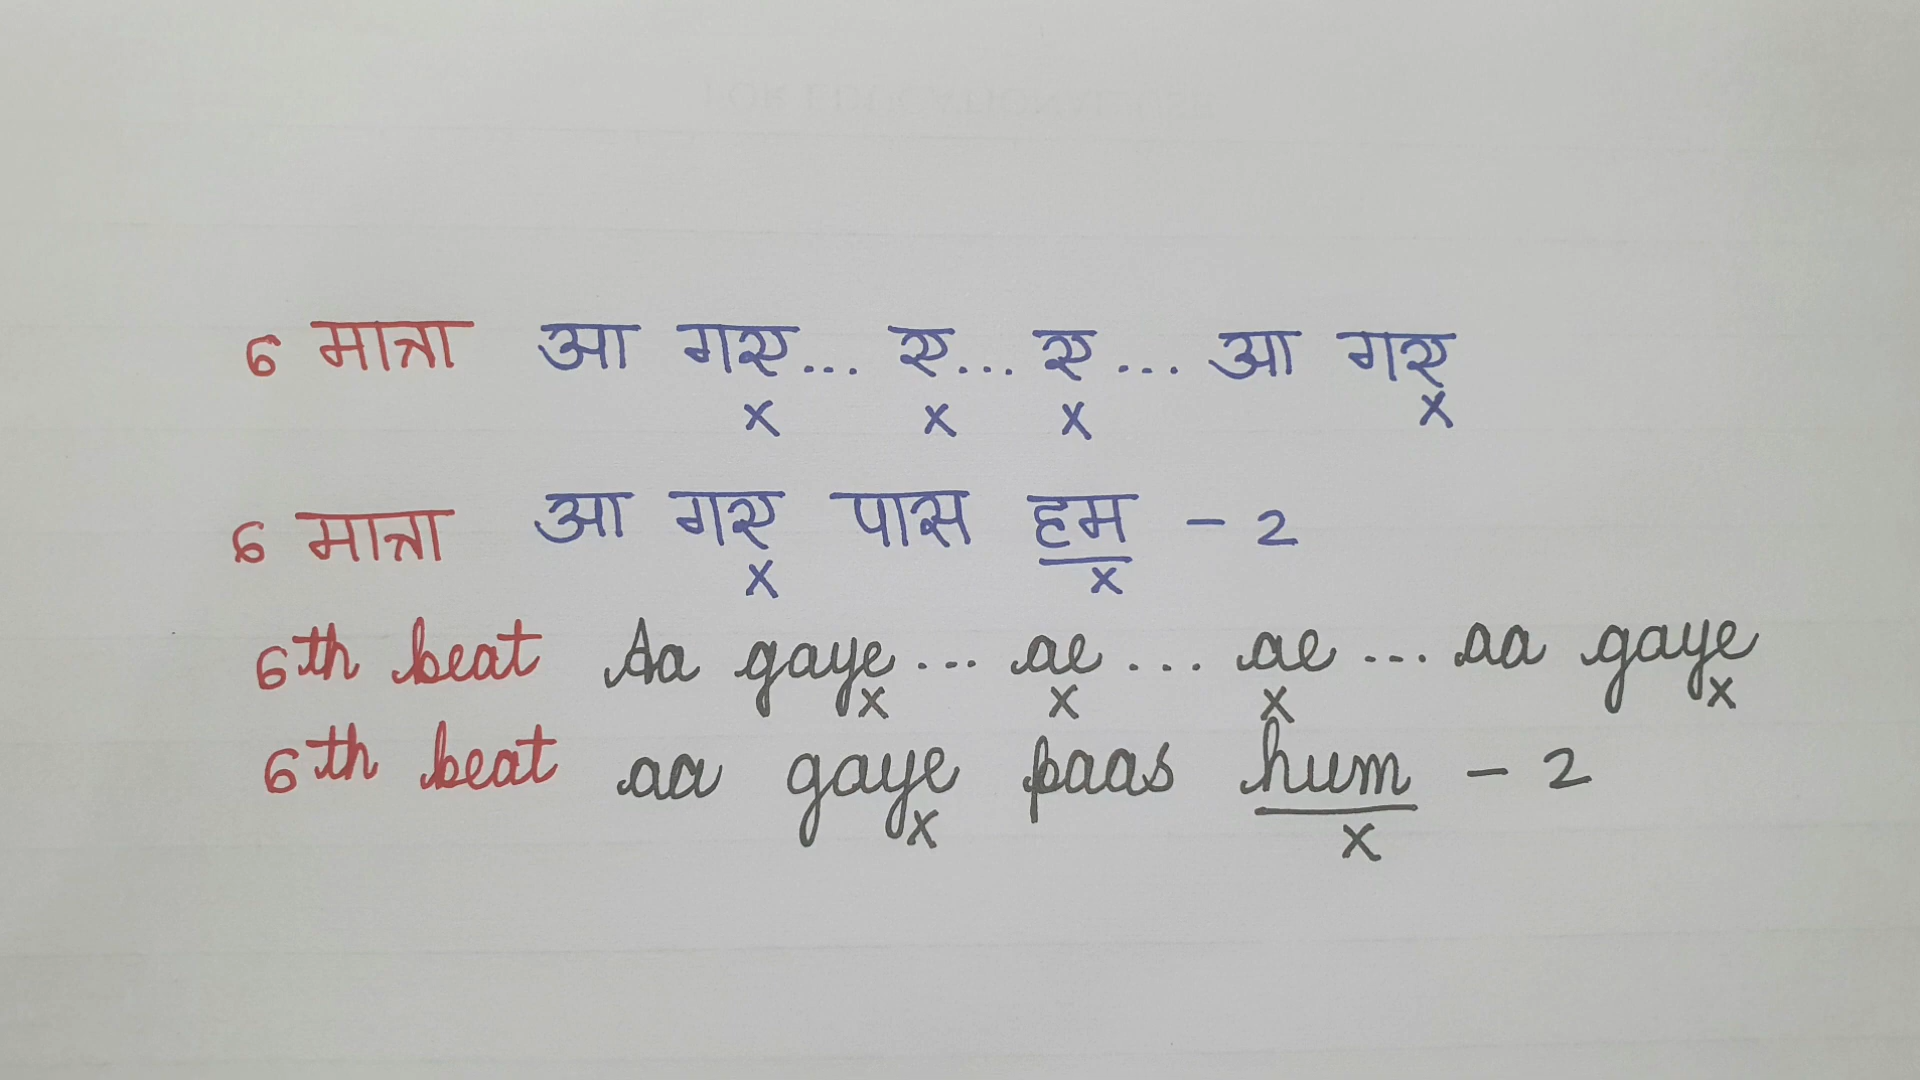 6 मात्रा आ गए... ए... ए... आ गए
x x x x
6 मात्रा आ गए पास हम - 2
x x
6th beat Aa gaye... ae... ae... aa gaye
x x x x
6th beat aa gaye paas hum - 2
x x